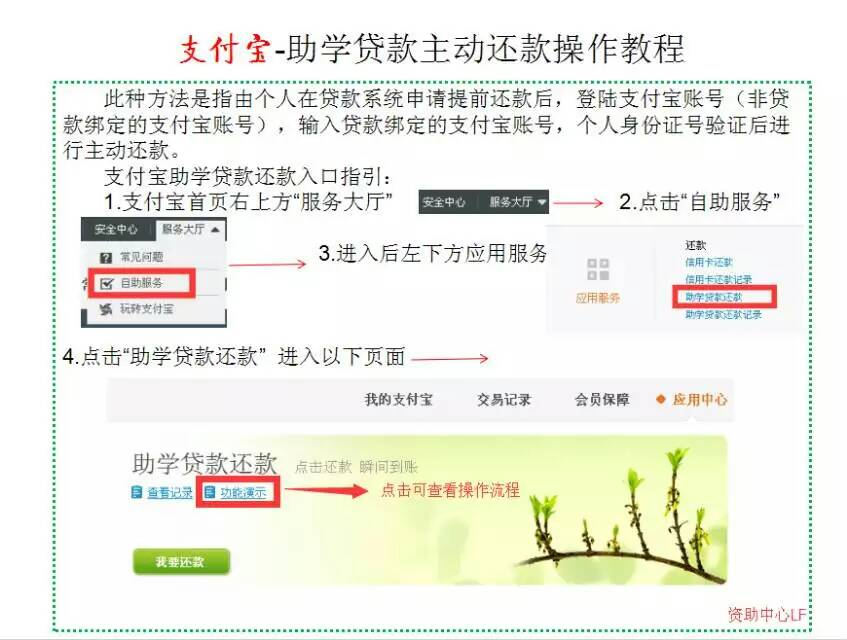 支付宝-助学贷款主动还款操作教程
此种方法是指由个人在贷款系统申请提前还款后，登陆支付宝账号（非贷
款绑定的支付宝账号），输入贷款绑定的支付宝账号，个人身份证号验证后进
行主动还款。
支付宝助学贷款还款入口指引：
1.支付宝首页右上方“服务大厅”
安全中心 服务大厅
2.点击“自助服务”
安全中心 服务大厅
常见问题
自助服务
玩转支付宝
3.进入后左下方应用服务
应用服务
还款
信用卡还款
信用卡还款记录
助学贷款还款
助学贷款还款记录
4.点击“助学贷款还款” 进入以下页面
我的支付宝 交易记录 会员保障 应用中心
助学贷款还款 点击还款 瞬间到账
查看记录 功能演示 点击可查看操作流程
我要还款
资助中心LF